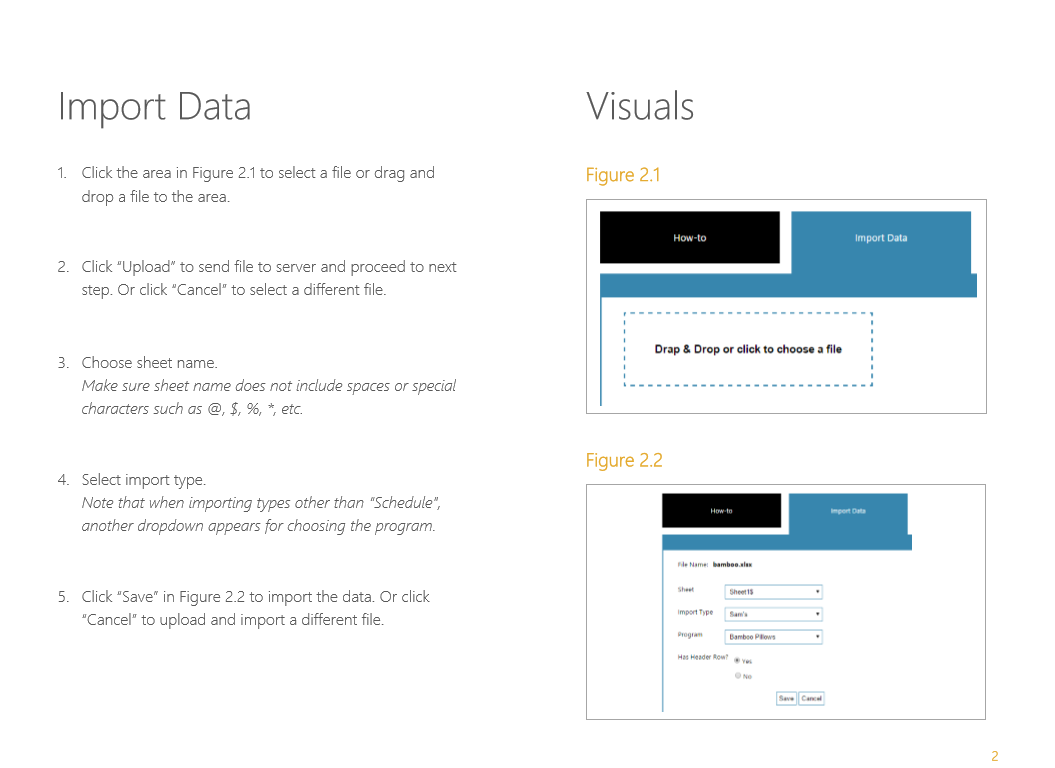 Import Data
1. Click the area in Figure 2.1 to select a file or drag and
drop a file to the area.
2. Click “Upload” to send file to server and proceed to next
step. Or click “Cancel” to select a different file.
3. Choose sheet name.
Make sure sheet name does not include spaces or special
characters such as @, $, %, *, etc.
4. Select import type.
Note that when importing types other than “Schedule”,
another dropdown appears for choosing the program.
5. Click “Save” in Figure 2.2 to import the data. Or click
“Cancel” to upload and import a different file.
Visuals
Figure 2.1
How-to Import Data
Drap & Drop or click to choose a file
Figure 2.2
How-to Import Data
File Name: bamboo.xlsx
Sheet Sheet1$
Import Type Sam's
Program Bamboo Pillows
Has Header Row? Yes
No
Save Cancel
2